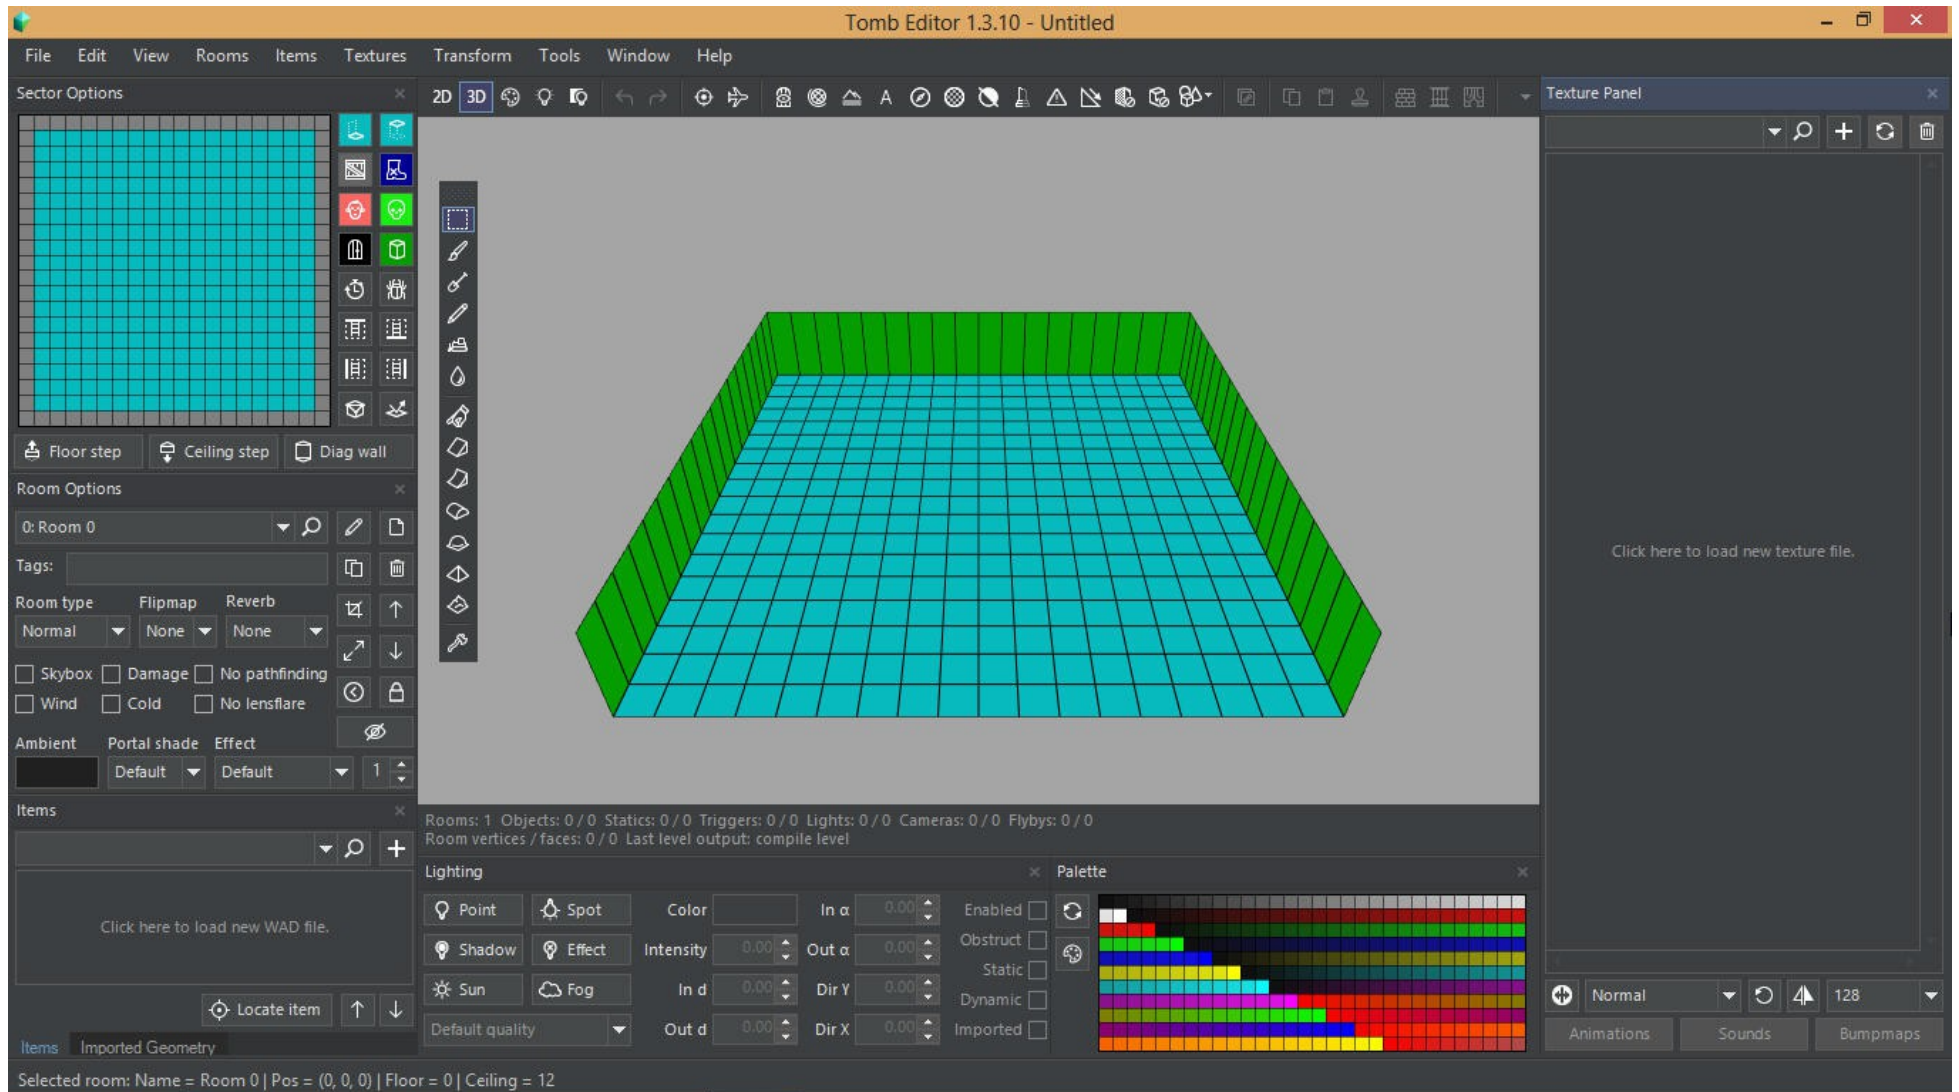 Tomb Editor 1.3.10 - Untitled
File Edit View Rooms Items Textures Transform Tools Window Help
Sector Options
2D 3D
A
Texture Panel
Floor step Ceiling step Diag wall
Room Options
0: Room 0
Tags:
Room type Flipmap Reverb
Normal None None
Skybox Damage No pathfinding
Wind Cold No lensflare
Ambient Portal shade Effect
Default Default 1
Items
Click here to load new WAD file.
Locate item
Items Imported Geometry
Rooms: 1 Objects: 0 / 0 Statics: 0 / 0 Triggers: 0 / 0 Lights: 0 / 0 Cameras: 0 / 0 Flybys: 0 / 0
Room vertices / faces: 0 / 0 Last level output: compile level
Lighting
Point Spot Color In α 0.00 Enabled
Shadow Effect Intensity 0.00 Out α 0.00 Obstruct
Static
Sun Fog In d 0.00 Dir Y 0.00 Dynamic
Default quality Out d 0.00 Dir X 0.00 Imported
Palette
Click here to load new texture file.
Normal 128
Animations Sounds Bumpmaps
Selected room: Name = Room 0 | Pos = (0, 0, 0) | Floor = 0 | Ceiling = 12